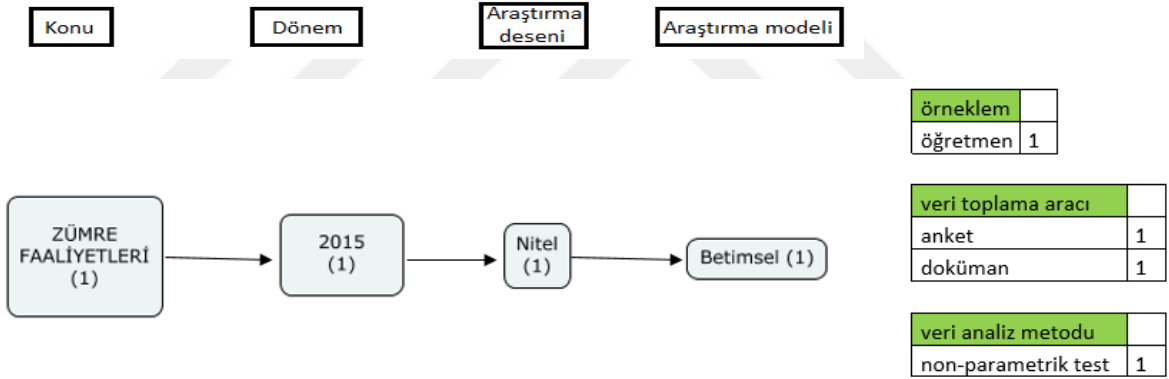 Konu
Dönem
Araştırma
deseni
Araştırma modeli
örneklem
öğretmen 1
veri toplama aracı
anket 1
doküman 1
veri analiz metodu
non-parametrik test 1
ZÜMRE
FAALİYETLERİ
(1)
2015
(1)
Nitel
(1)
Betimsel (1)